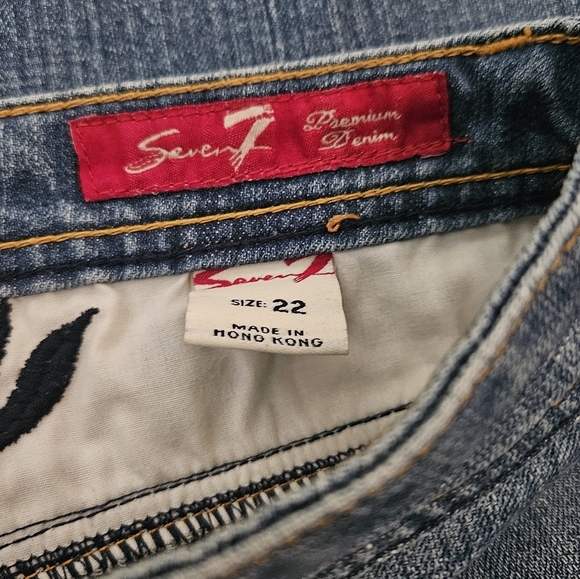 Seven7 Premium
Denim
Seven7
SIZE: 22
MADE IN
HONG KONG